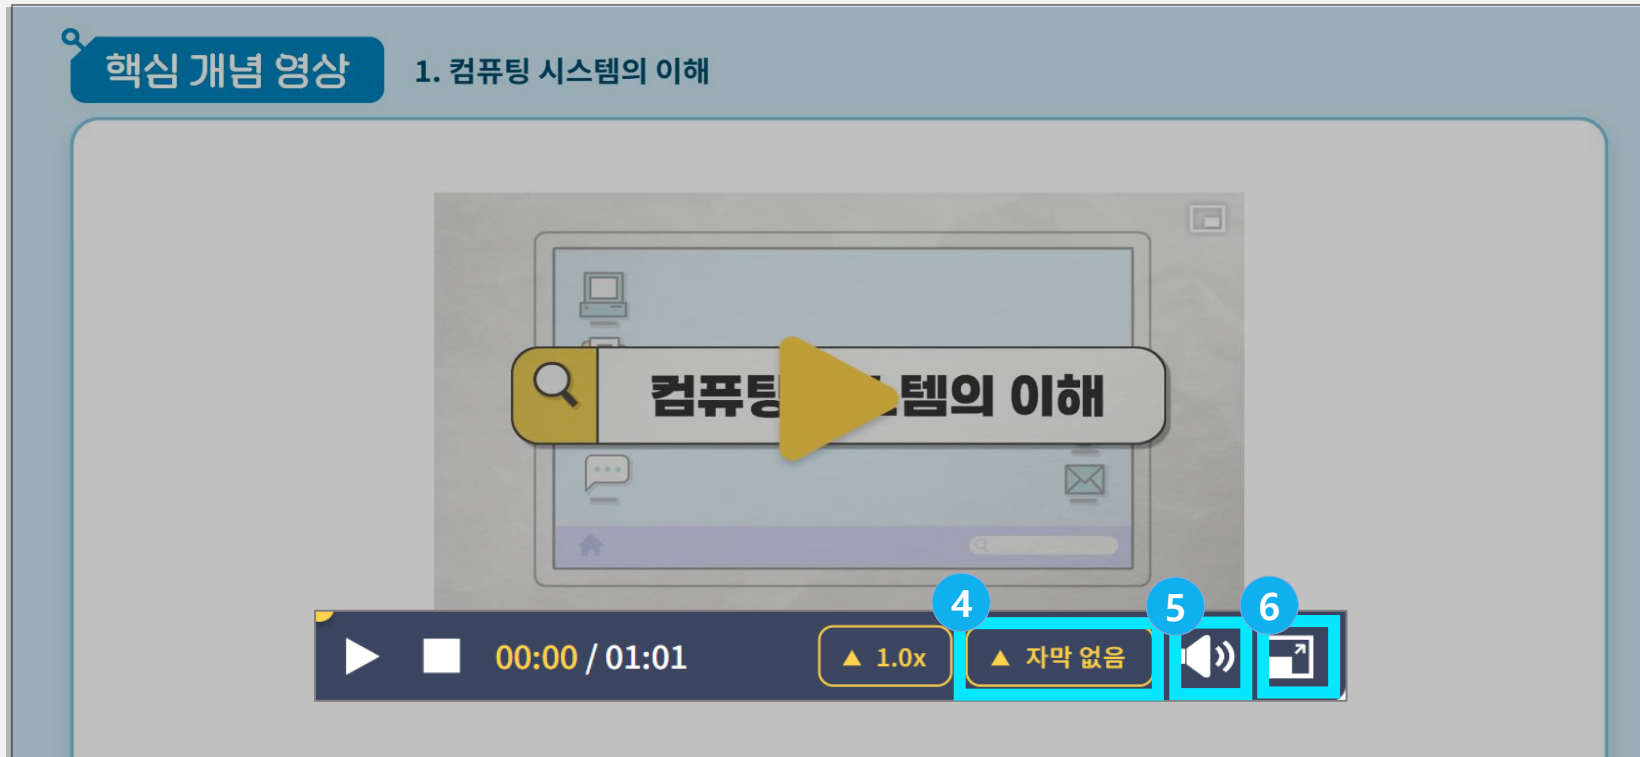 핵심 개념 영상
1. 컴퓨팅 시스템의 이해
컴퓨팅 템의 이해
4 5 6
00:00 / 01:01 ▲ 1.0x ▲ 자막 없음